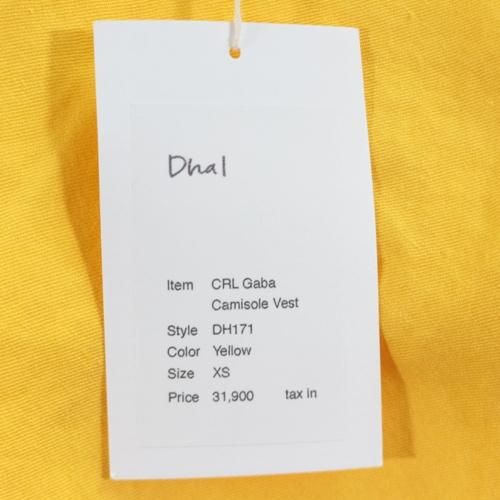 Dhal
Item CRL Gaba
Camisole Vest
Style DH171
Color Yellow
Size XS
Price 31,900 tax in